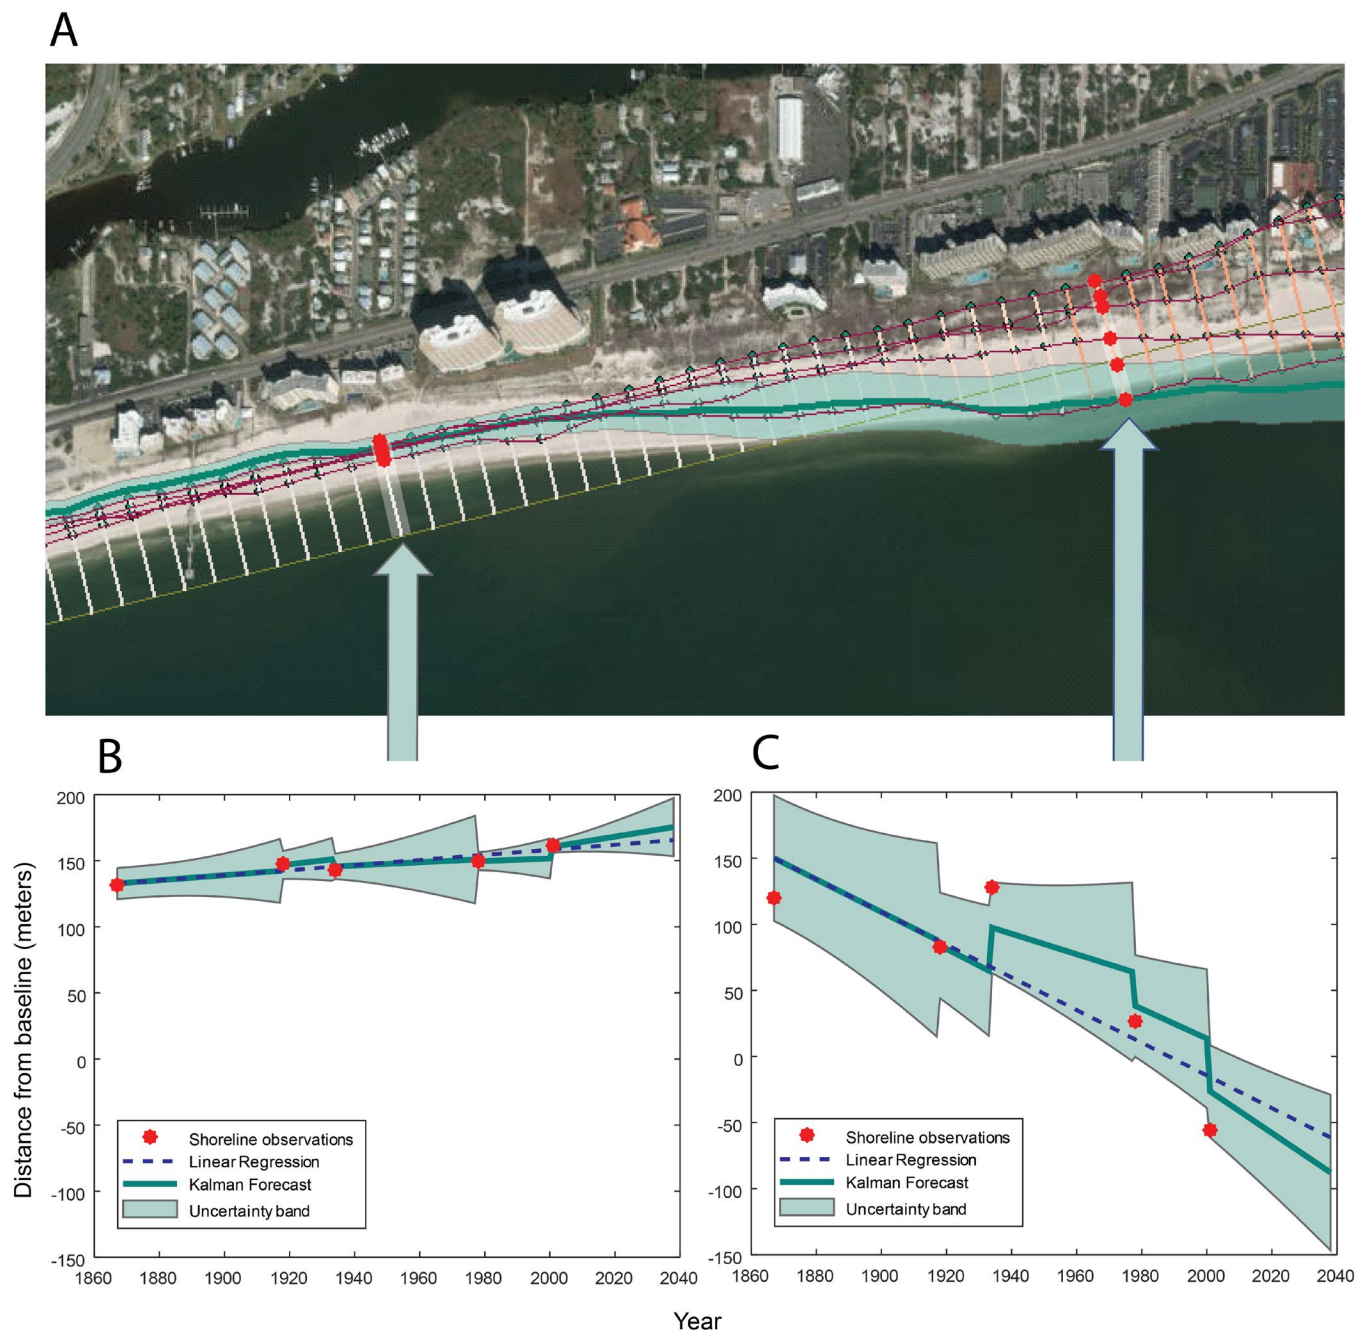 A
B
C
200
150
100
50
0
-50
-100
-150
Distance from baseline (meters)
Shoreline observations
Linear Regression
Kalman Forecast
Uncertainty band
1860 1880 1900 1920 1940 1960 1980 2000 2020 2040
200
150
100
50
0
-50
-100
-150
Shoreline observations
Linear Regression
Kalman Forecast
Uncertainty band
1860 1880 1900 1920 1940 1960 1980 2000 2020 2040
Year